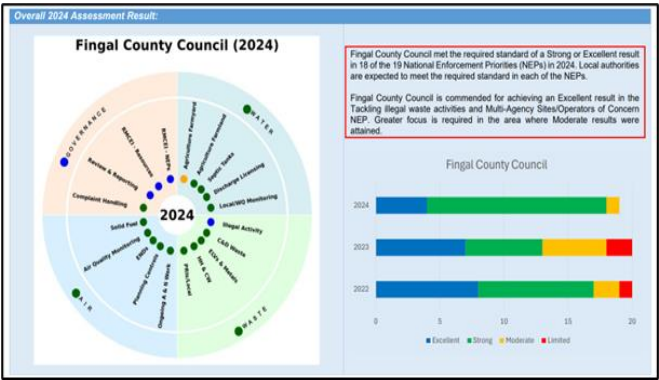 Overall 2024 Assessment Result:
Fingal County Council (2024)
GOVERNANCE
WATER
AIR
WASTE
RMCEI - NEPs
RMCEI - Resources
Review & Reporting
Complaint Handling
Agriculture Farmyard
Agriculture Farmland
Septic Tanks
Discharge Licensing
Local/WQ Monitoring
2024
Solid Fuel
Air Quality Monitoring
EMDs
Planning Controls
Ongoing A & N Work
Illegal Activity
C&D Waste
ELVs & Metals
HH & CW
PRIs/Local
Fingal County Council met the required standard of a Strong or Excellent result
in 18 of the 19 National Enforcement Priorities (NEPs) in 2024. Local authorities
are expected to meet the required standard in each of the NEPs.
Fingal County Council is commended for achieving an Excellent result in the
Tackling illegal waste activities and Multi-Agency Sites/Operators of Concern
NEP. Greater focus is required in the area where Moderate results were
attained.
Fingal County Council
2024
2023
2022
0 5 10 15 20
Excellent Strong Moderate Limited